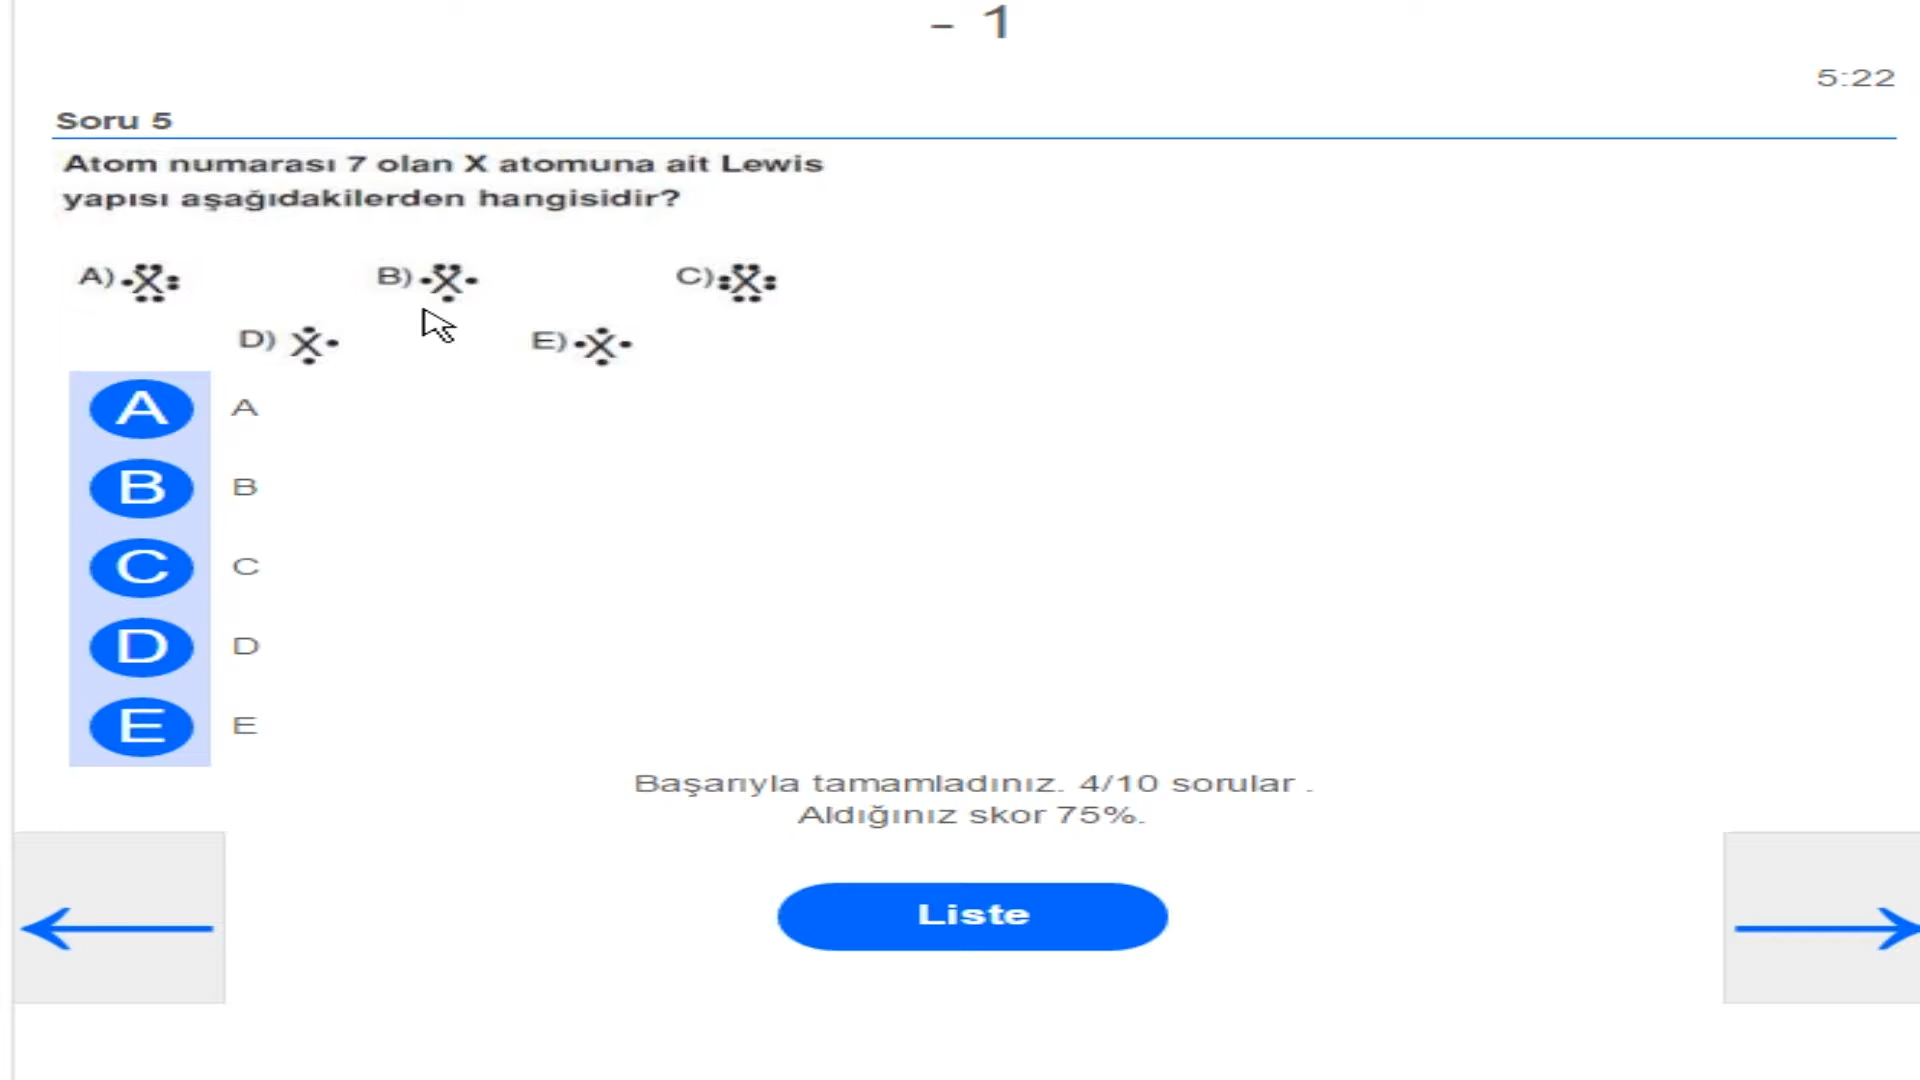 - 1
5:22
Soru 5
Atom numarası 7 olan X atomuna ait Lewis
yapısı aşağıdakilerden hangisidir?
A) X B) X C) X
D) X E) X
A A
B B
C C
D D
E E
Başarıyla tamamladınız. 4/10 sorular .
Aldığınız skor 75%.
Liste